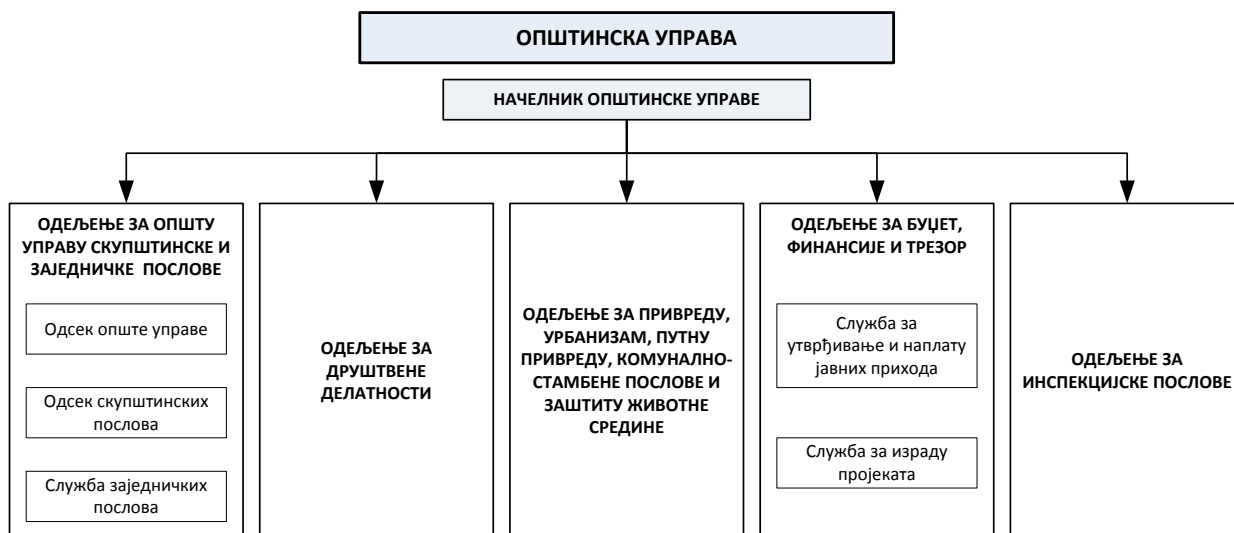 ОПШТИНСКА УПРАВА
НАЧЕЛНИК ОПШТИНСКЕ УПРАВЕ
ОДЕЉЕЊЕ ЗА ОПШТУ
УПРАВУ СКУПШТИНСКЕ И
ЗАЈЕДНИЧКЕ ПОСЛОВЕ
Одсек опште управе
Одсек скупштинских
послова
Служба заједничких
послова
ОДЕЉЕЊЕ ЗА
ДРУШТВЕНЕ
ДЕЛАТНОСТИ
ОДЕЉЕЊЕ ЗА ПРИВРЕДУ,
УРБАНИЗАМ, ПУТНУ
ПРИВРЕДУ, КОМУНАЛНО-
СТАМБЕНЕ ПОСЛОВЕ И
ЗАШТИТУ ЖИВОТНЕ
СРЕДИНЕ
ОДЕЉЕЊЕ ЗА БУЏЕТ,
ФИНАНСИЈЕ И ТРЕЗОР
Служба за
утврђивање и наплату
јавних прихода
Служба за израду
пројеката
ОДЕЉЕЊЕ ЗА
ИНСПЕКЦИЈСКЕ ПОСЛОВЕ